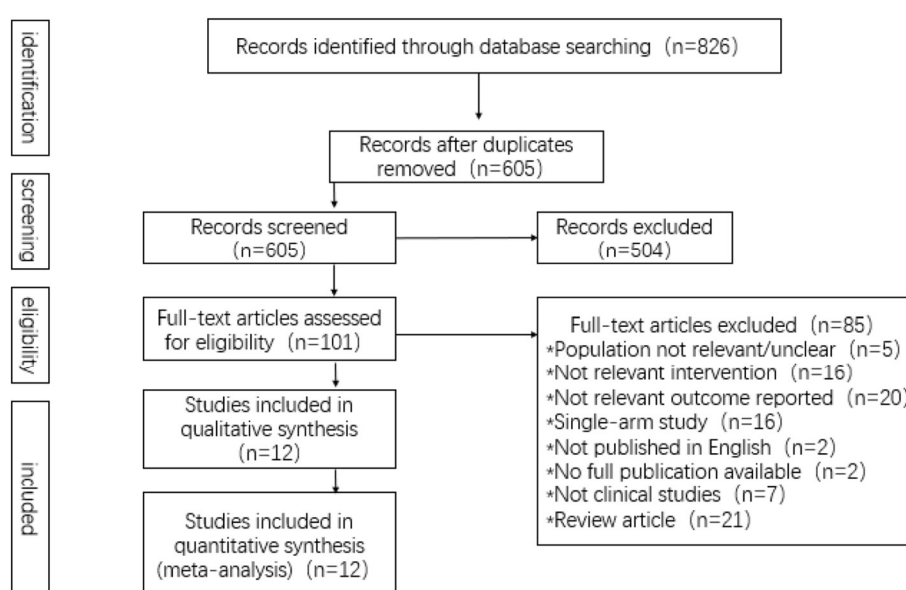 identification
Records identified through database searching（n=826）
Records after duplicates
removed（n=605）
screening
Records screened
（n=605）
Records excluded
（n=504）
eligibility
Full-text articles assessed
for eligibility（n=101）
Full-text articles excluded（n=85）
*Population not relevant/unclear（n=5）
*Not relevant intervention（n=16）
*Not relevant outcome reported（n=20）
*Single-arm study（n=16）
*Not published in English（n=2）
*No full publication available（n=2）
*Not clinical studies（n=7）
*Review article（n=21）
included
Studies included in
qualitative synthesis
（n=12）
Studies included in
quantitative synthesis
(meta-analysis)（n=12）